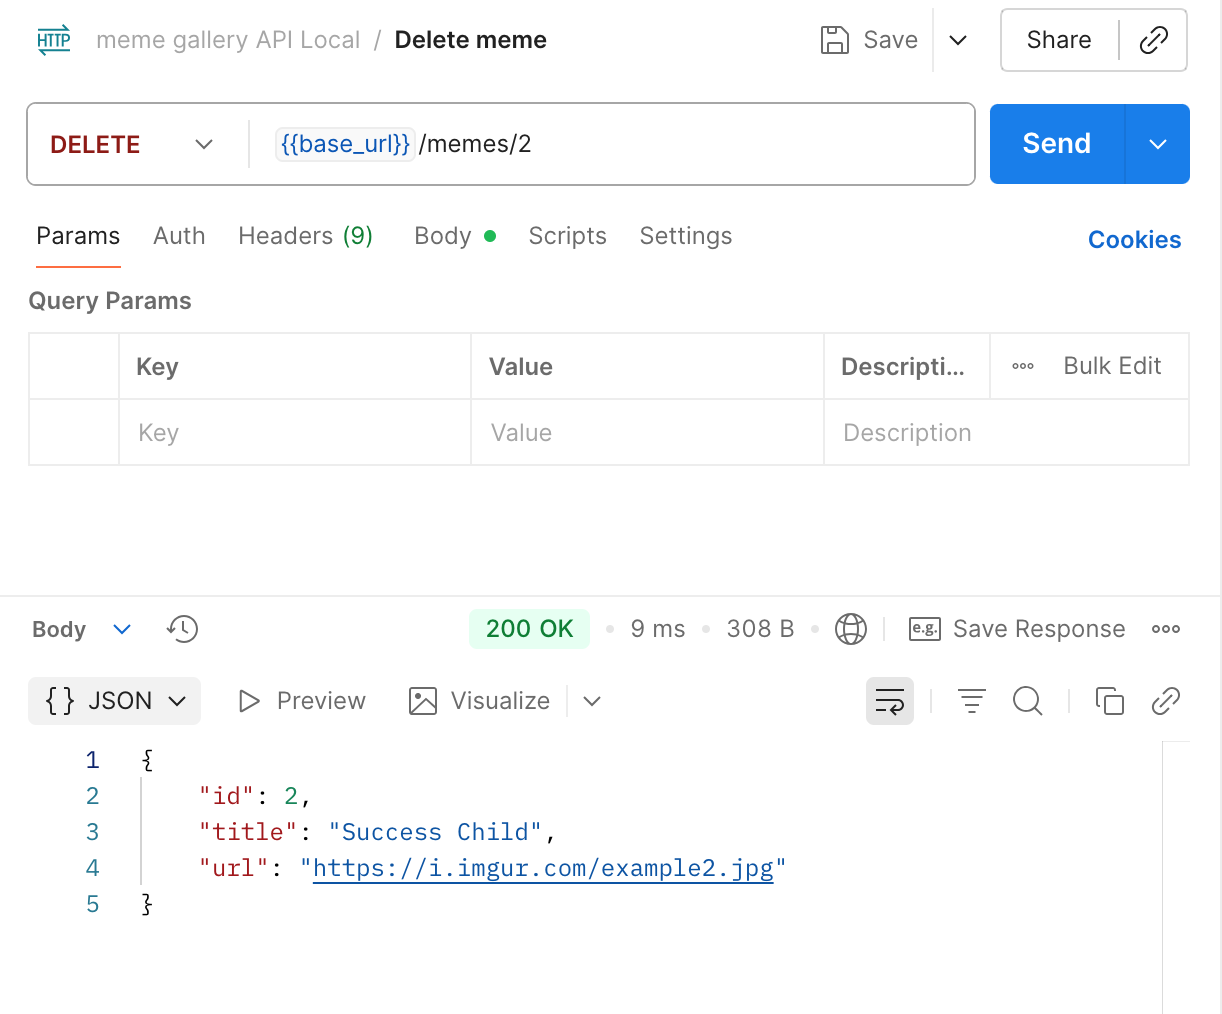 HTTP meme gallery API Local / Delete meme Save Share
DELETE {{base_url}}/memes/2 Send
Params Auth Headers (9) Body Scripts Settings Cookies
Query Params
Key Value Descripti... Bulk Edit
Key Value Description
Body 200 OK 9 ms 308 B e.g. Save Response
{} JSON Preview Visualize
1 {
2 "id": 2,
3 "title": "Success Child",
4 "url": "https://i.imgur.com/example2.jpg"
5 }